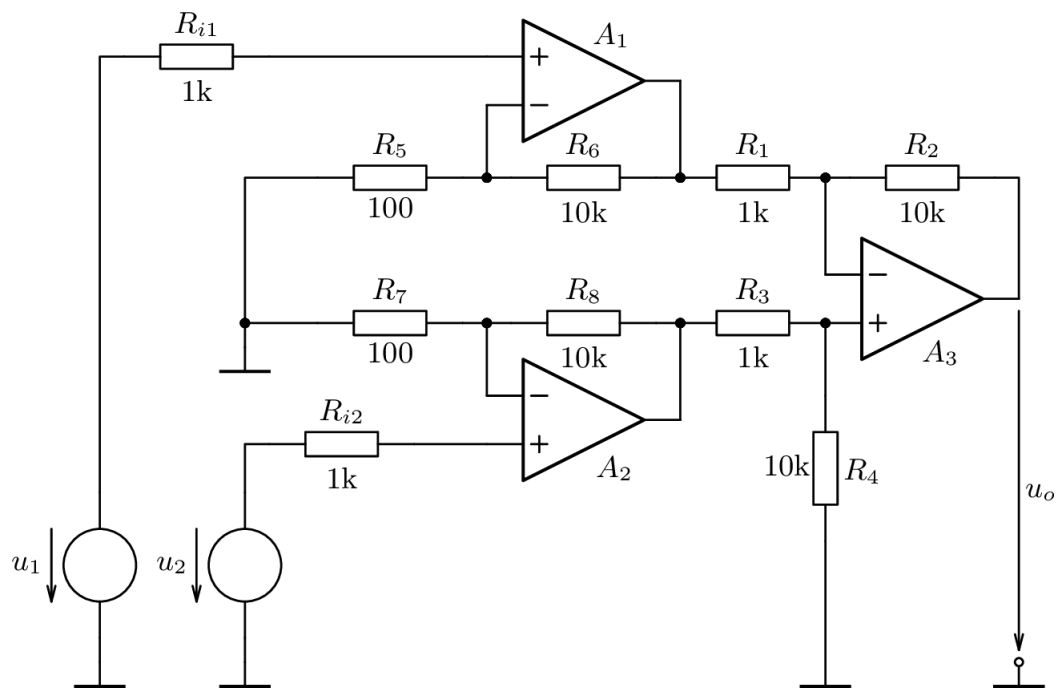 R_{i1}
1k
+
−
A_1
R_5
100
R_6
10k
R_1
1k
R_2
10k
−
+
A_3
R_7
100
R_8
10k
R_3
1k
−
+
A_2
R_{i2}
1k
10k
R_4
u_1
u_2
u_o